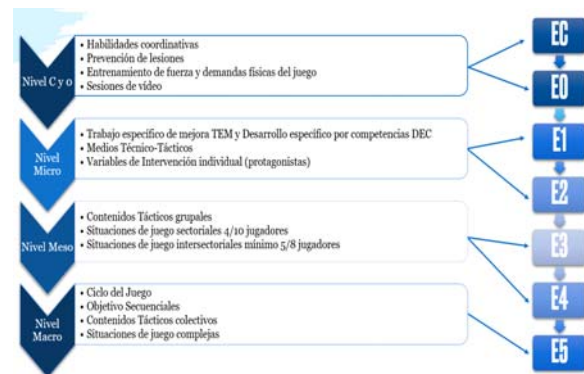 Nivel C y 0
• Habilidades coordinativas
• Prevención de lesiones
• Entrenamiento de fuerza y demandas físicas del juego
• Sesiones de vídeo
Nivel
Micro
• Trabajo específico de mejora TEM y Desarrollo específico por competencias DEC
• Medios Técnico-Tácticos
• Variables de Intervención individual (protagonistas)
Nivel Meso
• Contenidos Tácticos grupales
• Situaciones de juego sectoriales 4/10 jugadores
• Situaciones de juego intersectoriales mínimo 5/8 jugadores
Nivel
Macro
• Ciclo del Juego
• Objetivo Secuenciales
• Contenidos Tácticos colectivos
• Situaciones de juego complejas
EC
E0
E1
E2
E3
E4
E5